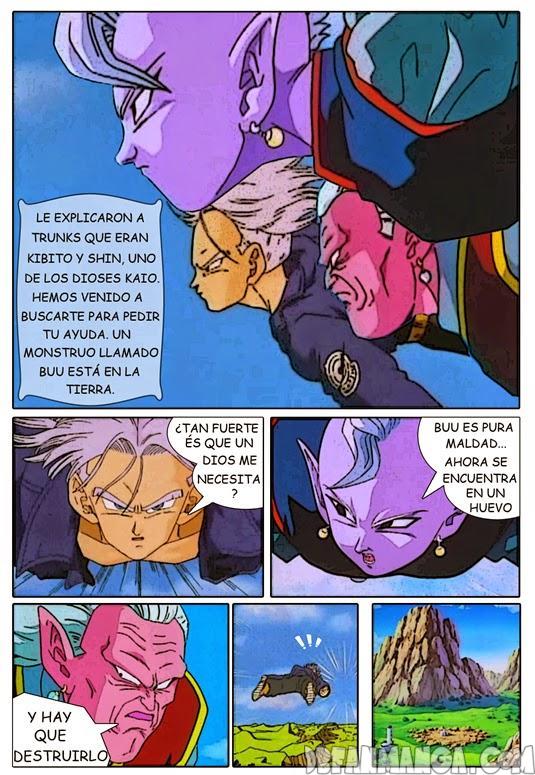 LE EXPLICARON A
TRUNKS QUE ERAN
KIBITO Y SHIN, UNO
DE LOS DIOSES KAIO.
HEMOS VENIDO A
BUSCARTE PARA PEDIR
TU AYUDA. UN
MONSTRUO LLAMADO
BUU ESTÁ EN LA
TIERRA.
¿TAN FUERTE
ÉS QUE UN
DIOS ME
NECESITA
?
BUU ES PURA
MALDAD...
AHORA SE
ENCUENTRA
EN UN
HUEVO
Y HAY
QUE
DESTRUIRLO
!!!
DBFANMANGA.COM